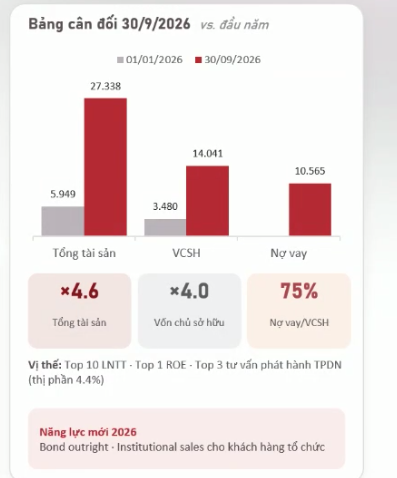 Bảng cân đối 30/9/2026 vs. đầu năm
01/01/2026 30/09/2026
27.338
14.041
10.565
5.949
3.480
Tổng tài sản VCSH Nợ vay
×4.6 ×4.0 75%
Tổng tài sản Vốn chủ sở hữu Nợ vay/VCSH
Vị thế: Top 10 LNTT · Top 1 ROE · Top 3 tư vấn phát hành TPDN
(thị phần 4.4%)
Năng lực mới 2026
Bond outright · Institutional sales cho khách hàng tổ chức